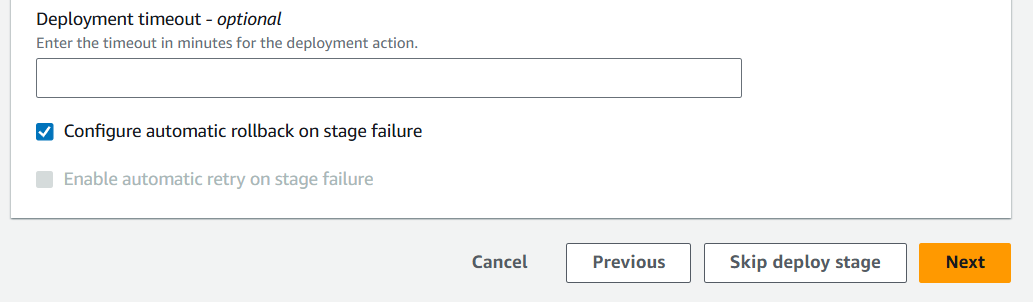 Deployment timeout - optional
Enter the timeout in minutes for the deployment action.
Configure automatic rollback on stage failure
Enable automatic retry on stage failure
Cancel
Previous
Skip deploy stage
Next